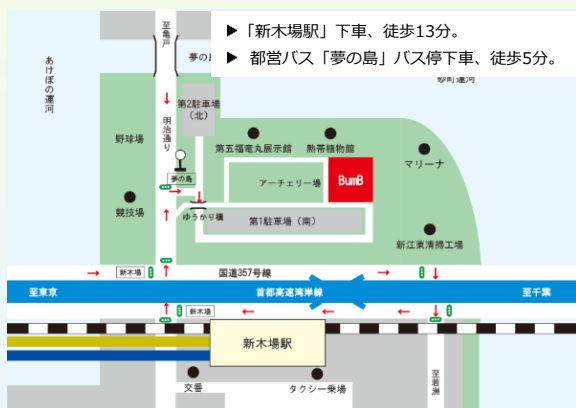 ▶「新木場駅」下車、徒歩13分。
▶ 都営バス「夢の島」バス停下車、徒歩5分。
至亀戸
夢の島
砂町運河
あけぼの運河
第2駐車場
(北)
明治通り
野球場
第五福竜丸展示館
熱帯植物館
マリーナ
夢の島
アーチェリー場
BumB
競技場
ゆうかり橋
第1駐車場(南)
新江東清掃工場
新木場
国道357号線
至東京
首都高速湾岸線
至千葉
新木場
新木場駅
至若洲
交番
タクシー乗場